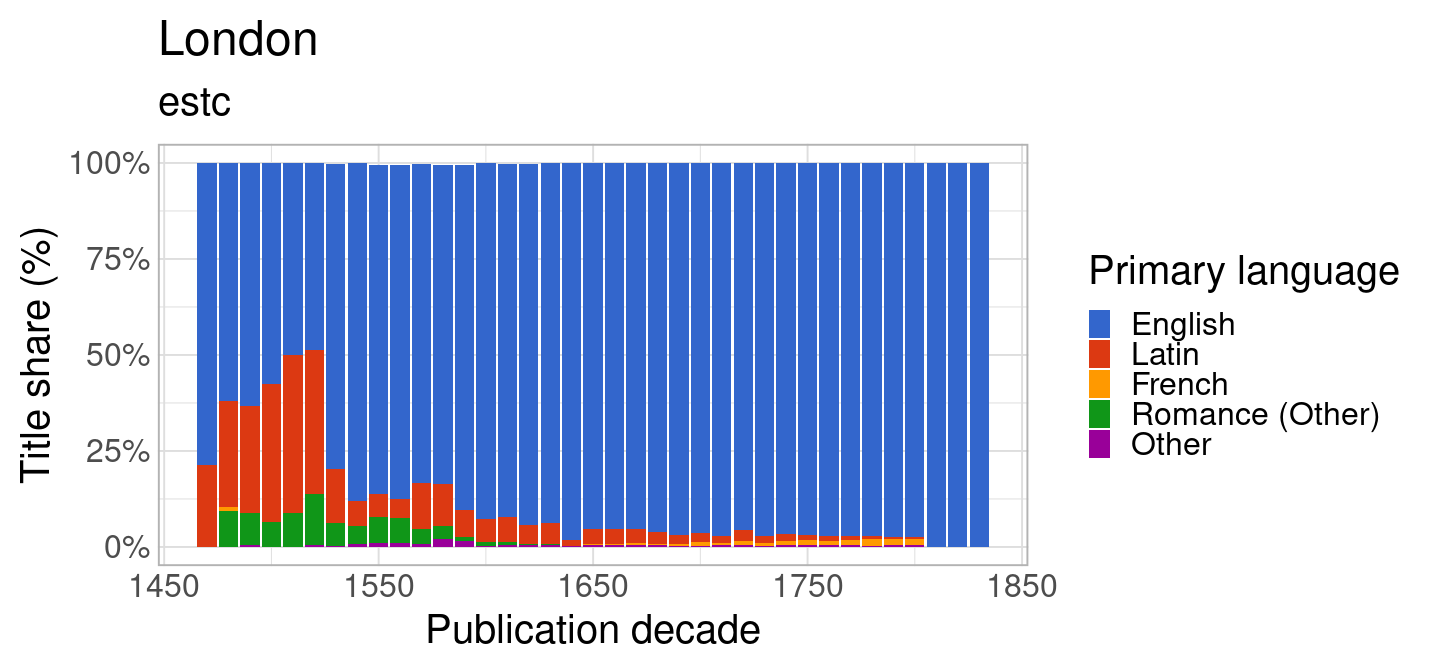 London
estc
100%
75%
50%
25%
0%
Title share (%)
1450 1550 1650 1750 1850
Publication decade
Primary language
English
Latin
French
Romance (Other)
Other